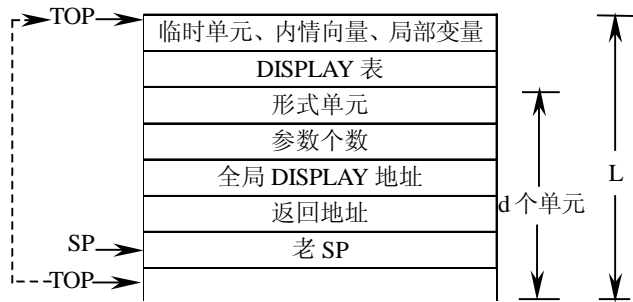 TOP
临时单元、内情向量、局部变量
DISPLAY 表
形式单元
参数个数
全局 DISPLAY 地址
L
返回地址
d 个单元
SP
老 SP
TOP